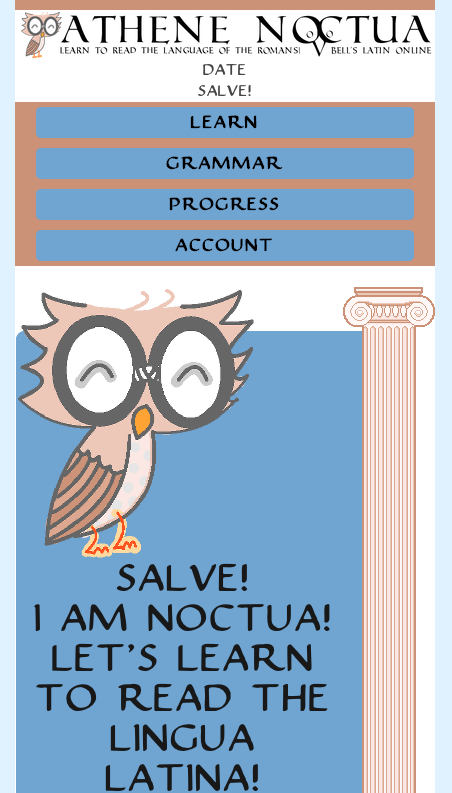 ATHENE NOCTUA
LEARN TO READ THE LANGUAGE OF THE ROMANS! BELL'S LATIN ONLINE
DATE
SALVE!
LEARN
GRAMMAR
PROGRESS
ACCOUNT
SALVE!
I AM NOCTUA!
LET'S LEARN
TO READ THE
LINGUA
LATINA!